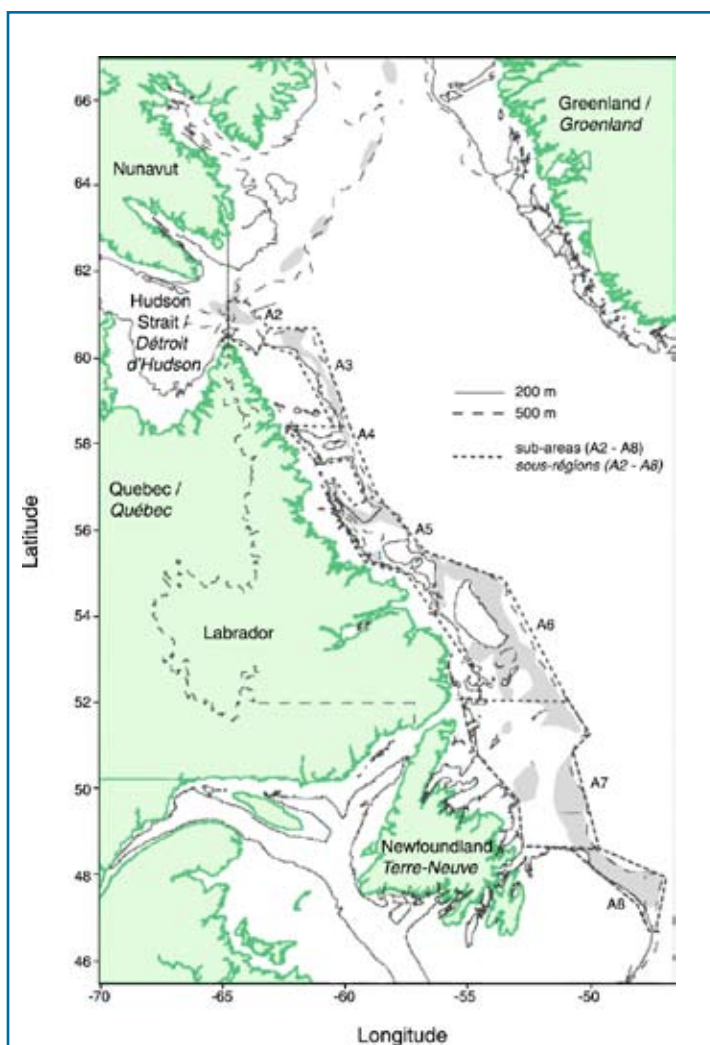 66
64
62
60
58
56
54
52
50
48
46
Latitude
-70
-65
-60
-55
-50
Longitude
Greenland /
Groenland
Nunavut
Hudson
Strait /
Détroit
d'Hudson
A2
A3
A4
200 m
500 m
sub-areas (A2 - A8)
sous-régions (A2 - A8)
Quebec /
Québec
A5
A6
Labrador
A7
Newfoundland /
Terre-Neuve
A8